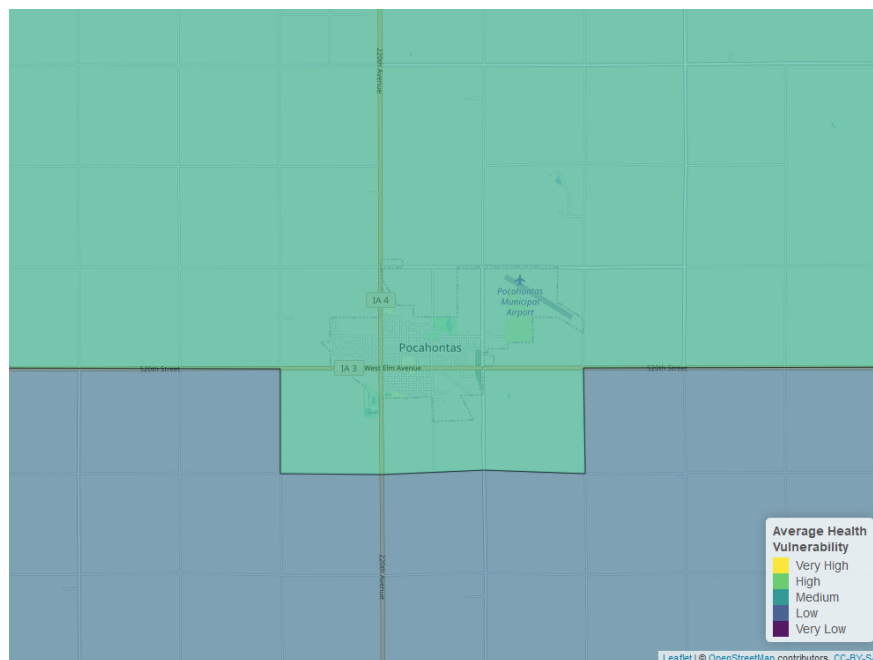 220th Avenue
IA 4
Pocahontas
Municipal
Airport
Pocahontas
520th Street
IA 3
West Elm Avenue
520th Street
220th Avenue
Average Health
Vulnerability
Very High
High
Medium
Low
Very Low
Leaflet | © OpenStreetMap contributors, CC-BY-S